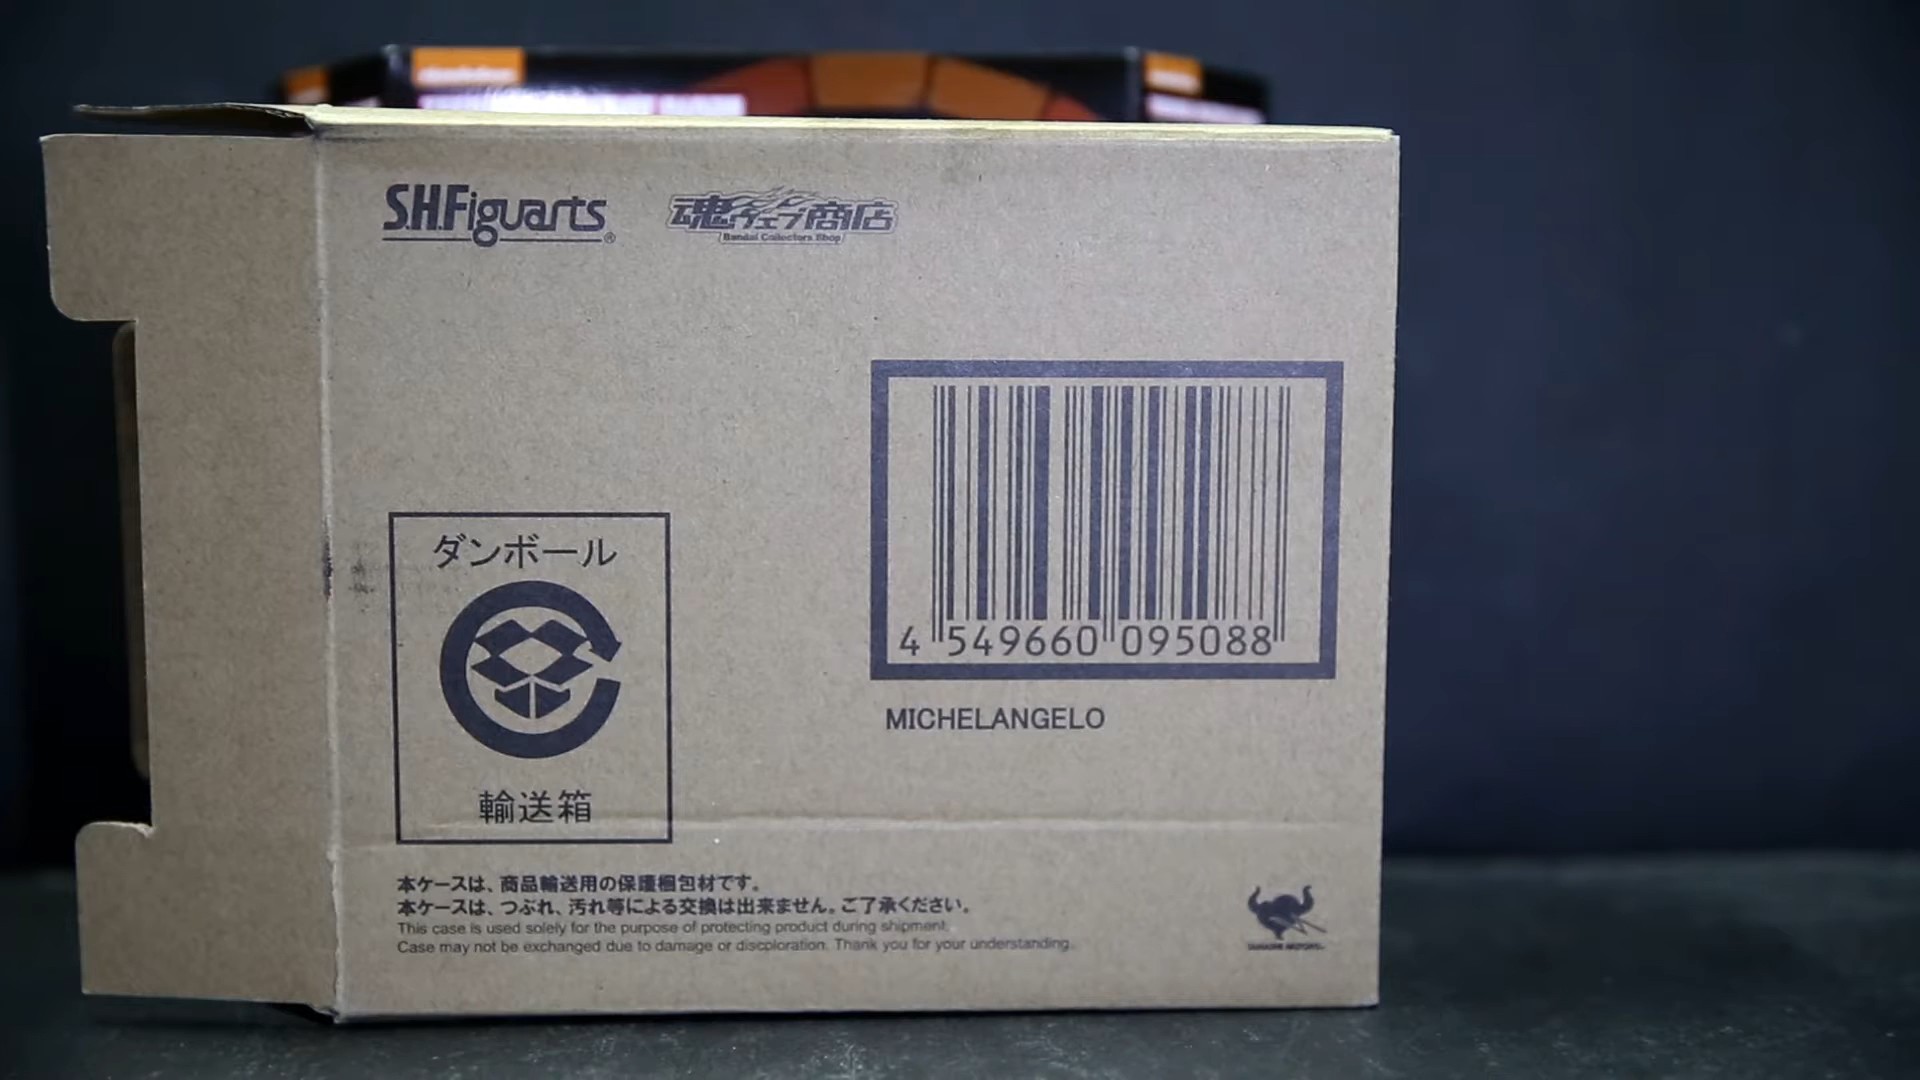 S.H.Figuarts®
魂ウェブ商店
Bandai Collectors Shop
4 549660 095088
MICHELANGELO
ダンボール
輸送箱
本ケースは、商品輸送用の保護梱包材です。
本ケースは、つぶれ、汚れ等による交換は出来ません。ご了承ください。
This case is used solely for the purpose of protecting product during shipment.
Case may not be exchanged due to damage or discoloration. Thank you for your understanding.
TAMASHII NATIONS